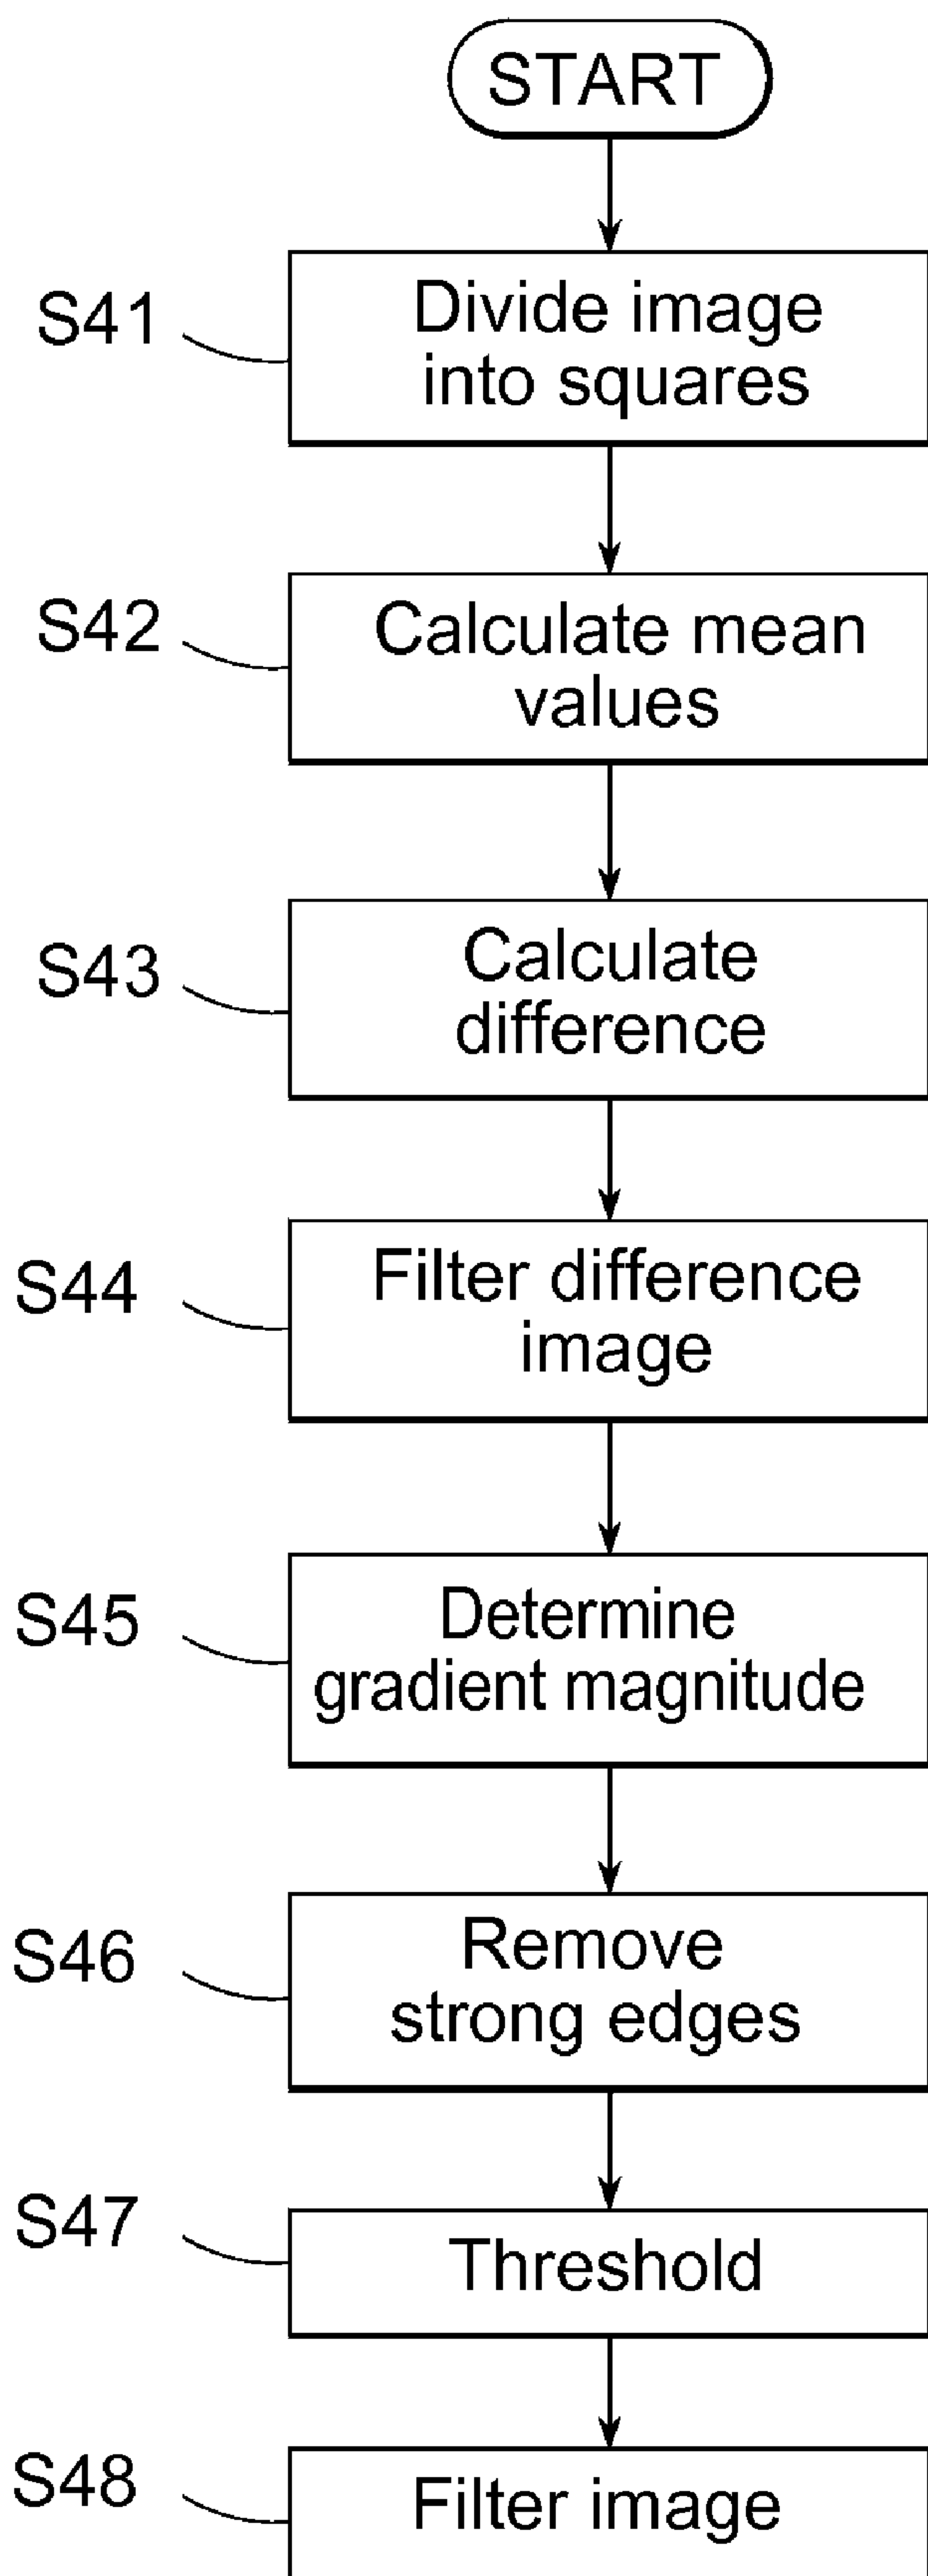 START
S41
Divide image
into squares
S42
Calculate mean
values
S43
Calculate
difference
S44
Filter difference
image
S45
Determine
gradient magnitude
S46
Remove
strong edges
S47
Threshold
S48
Filter image